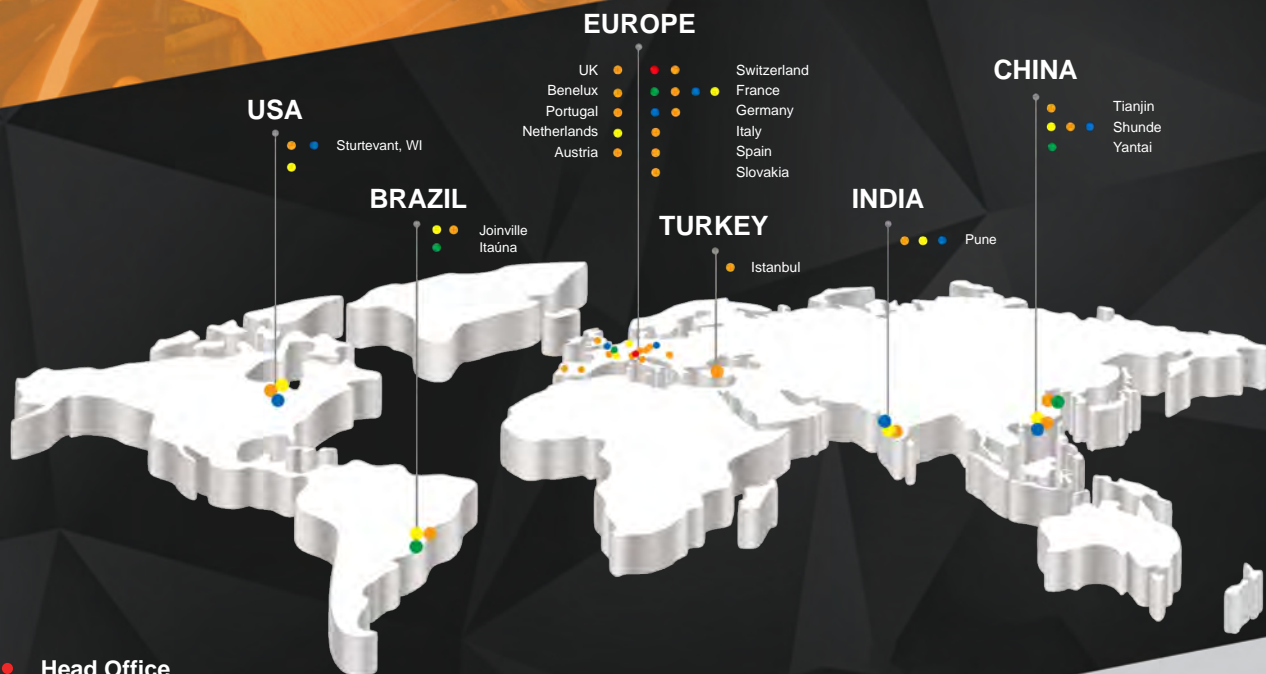 EUROPE
UK
Benelux
Portugal
Netherlands
Austria
Switzerland
France
Germany
Italy
Spain
Slovakia
CHINA
Tianjin
Shunde
Yantai
USA
Sturtevant, WI
BRAZIL
Joinville
Itaúna
TURKEY
Istanbul
INDIA
Pune
Head Office